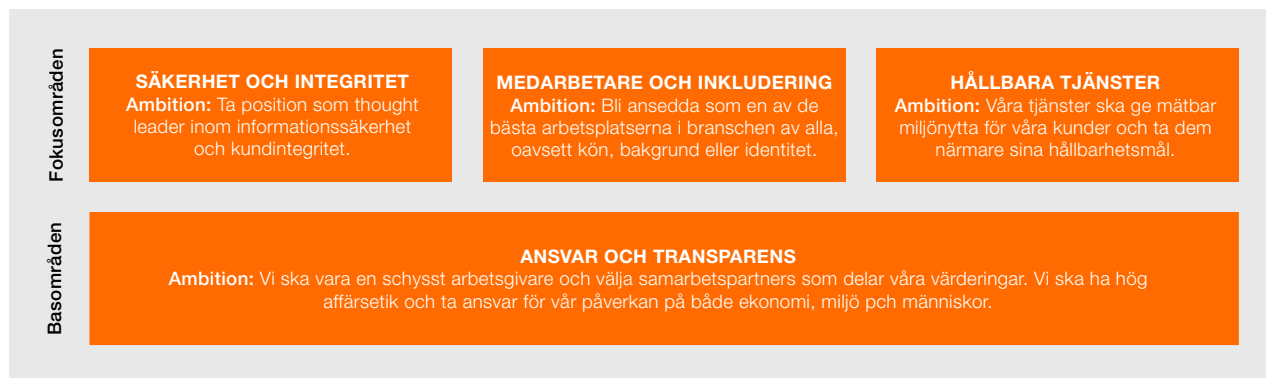 Fokusområden
SÄKERHET OCH INTEGRITET
Ambition: Ta position som thought
leader inom informationssäkerhet
och kundintegritet.
MEDARBETARE OCH INKLUDERING
Ambition: Bli ansedda som en av de
bästa arbetsplatserna i branschen av alla,
oavsett kön, bakgrund eller identitet.
HÅLLBARA TJÄNSTER
Ambition: Våra tjänster ska ge mätbar
miljönytta för våra kunder och ta dem
närmare sina hållbarhetsmål.
Basområden
ANSVAR OCH TRANSPARENS
Ambition: Vi ska vara en schysst arbetsgivare och välja samarbetspartners som delar våra värderingar. Vi ska ha hög
affärsetik och ta ansvar för vår påverkan på både ekonomi, miljö pch människor.